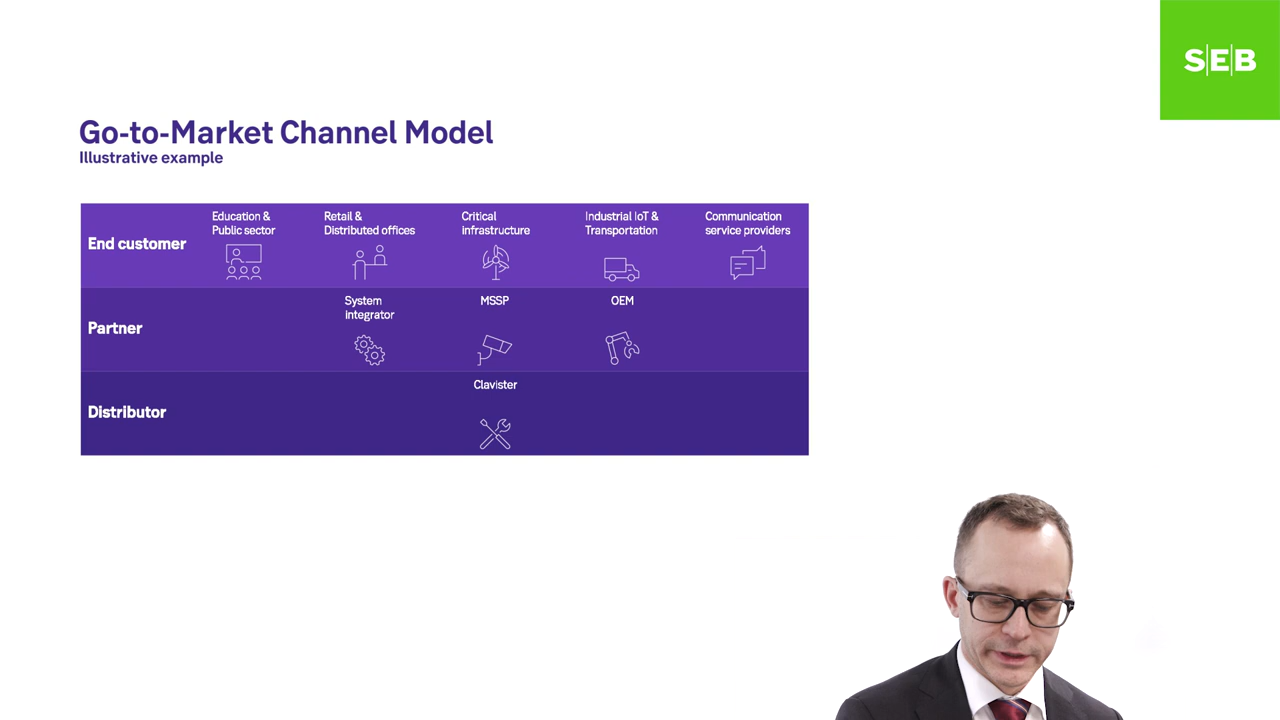 S|E|B
Go-to-Market Channel Model
Illustrative example
End customer
Education &
Public sector
Retail &
Distributed offices
Critical
infrastructure
Industrial IoT &
Transportation
Communication
service providers
Partner
System
integrator
MSSP
OEM
Distributor
Clavister